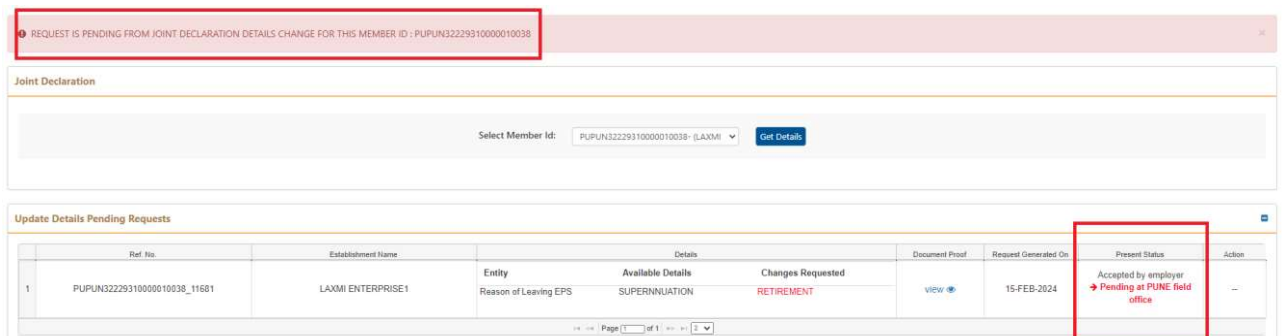 REQUEST IS PENDING FROM JOINT DECLARATION DETAILS CHANGE FOR THIS MEMBER ID : PUPUN32229310000010038 ×
Joint Declaration
Select Member Id: PUPUN32229310000010038- (LAXMI Get Details
Update Details Pending Requests
Ref. No. Establishment Name Details Document Proof Request Generated On Present Status Action
Entity Available Details Changes Requested
1 PUPUN32229310000010038_11681 LAXMI ENTERPRISE1 Reason of Leaving EPS SUPERNNUATION RETIREMENT view 15-FEB-2024 Accepted by employer --
→ Pending at PUNE field
office
Page 1 of 1 2